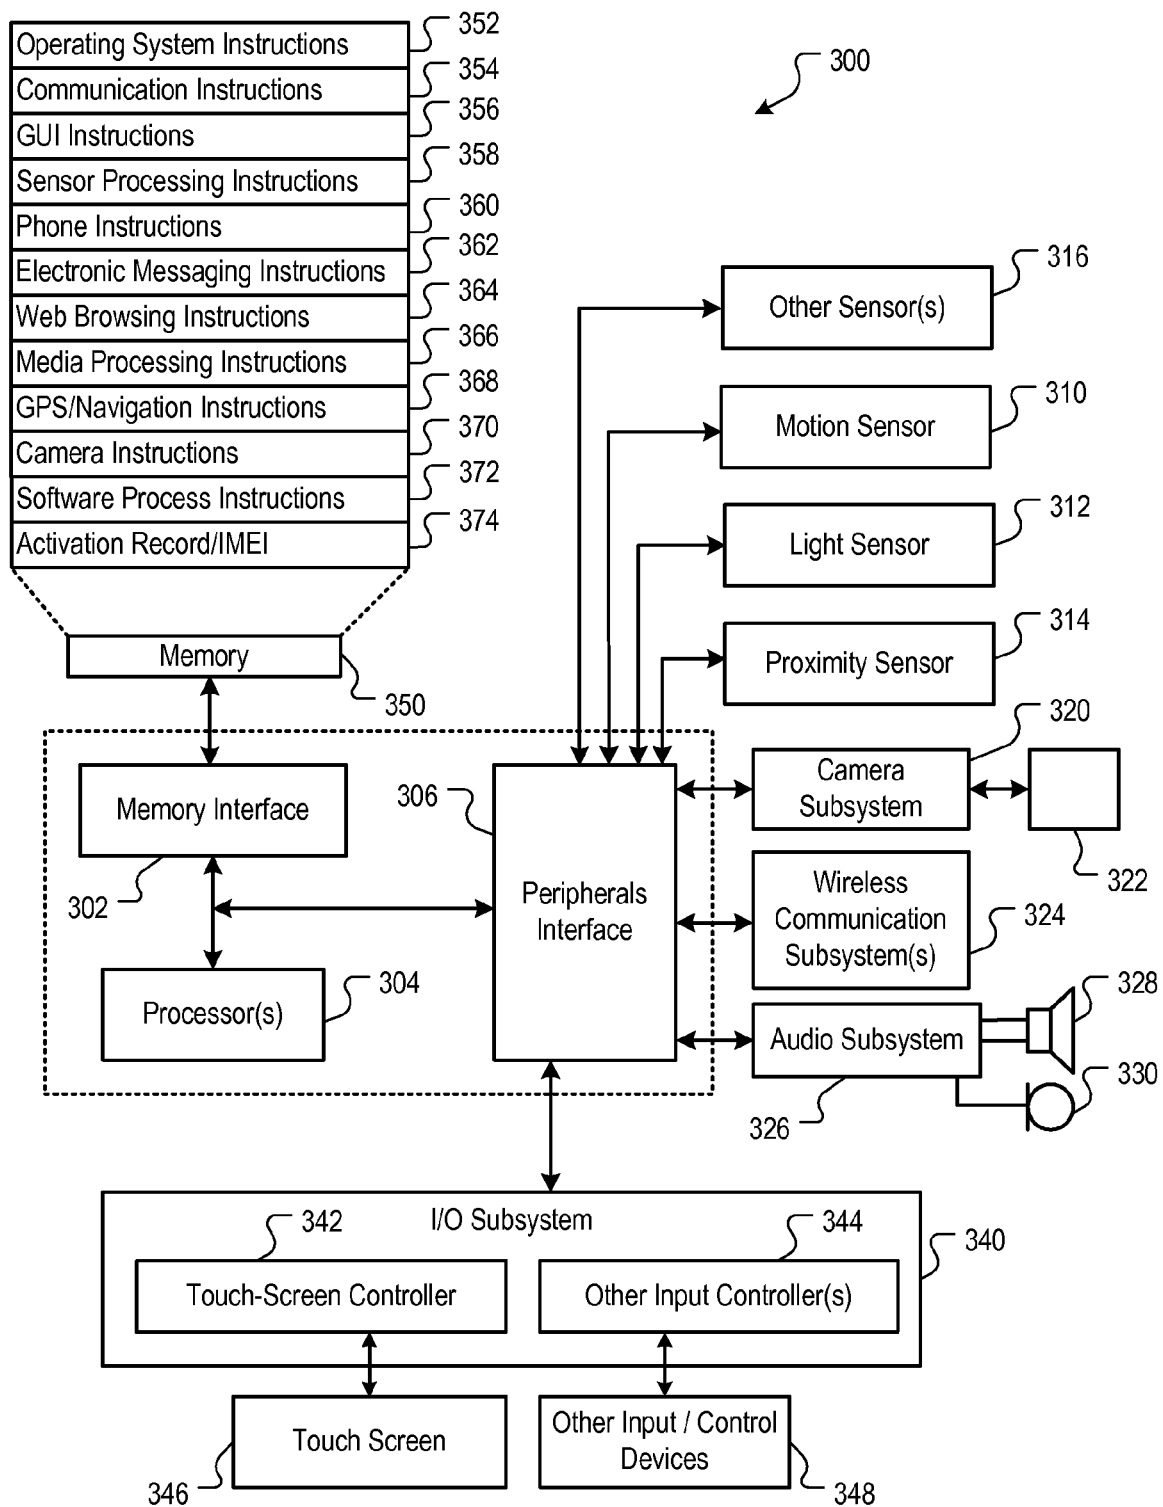 352
Operating System Instructions
300
354
Communication Instructions
356
GUI Instructions
358
Sensor Processing Instructions
360
Phone Instructions
362
Electronic Messaging Instructions
364
Web Browsing Instructions
366
Media Processing Instructions
368
GPS/Navigation Instructions
370
Camera Instructions
372
Software Process Instructions
374
Activation Record/IMEI
Memory
350
316
Other Sensor(s)
310
Motion Sensor
312
Light Sensor
314
Proximity Sensor
320
Camera
Subsystem
322
Memory Interface
302
306
Peripherals
Interface
Wireless
Communication
Subsystem(s)
324
304
Processor(s)
328
Audio Subsystem
330
326
I/O Subsystem
342
344
340
Touch-Screen Controller
Other Input Controller(s)
Touch Screen
346
Other Input / Control
Devices
348